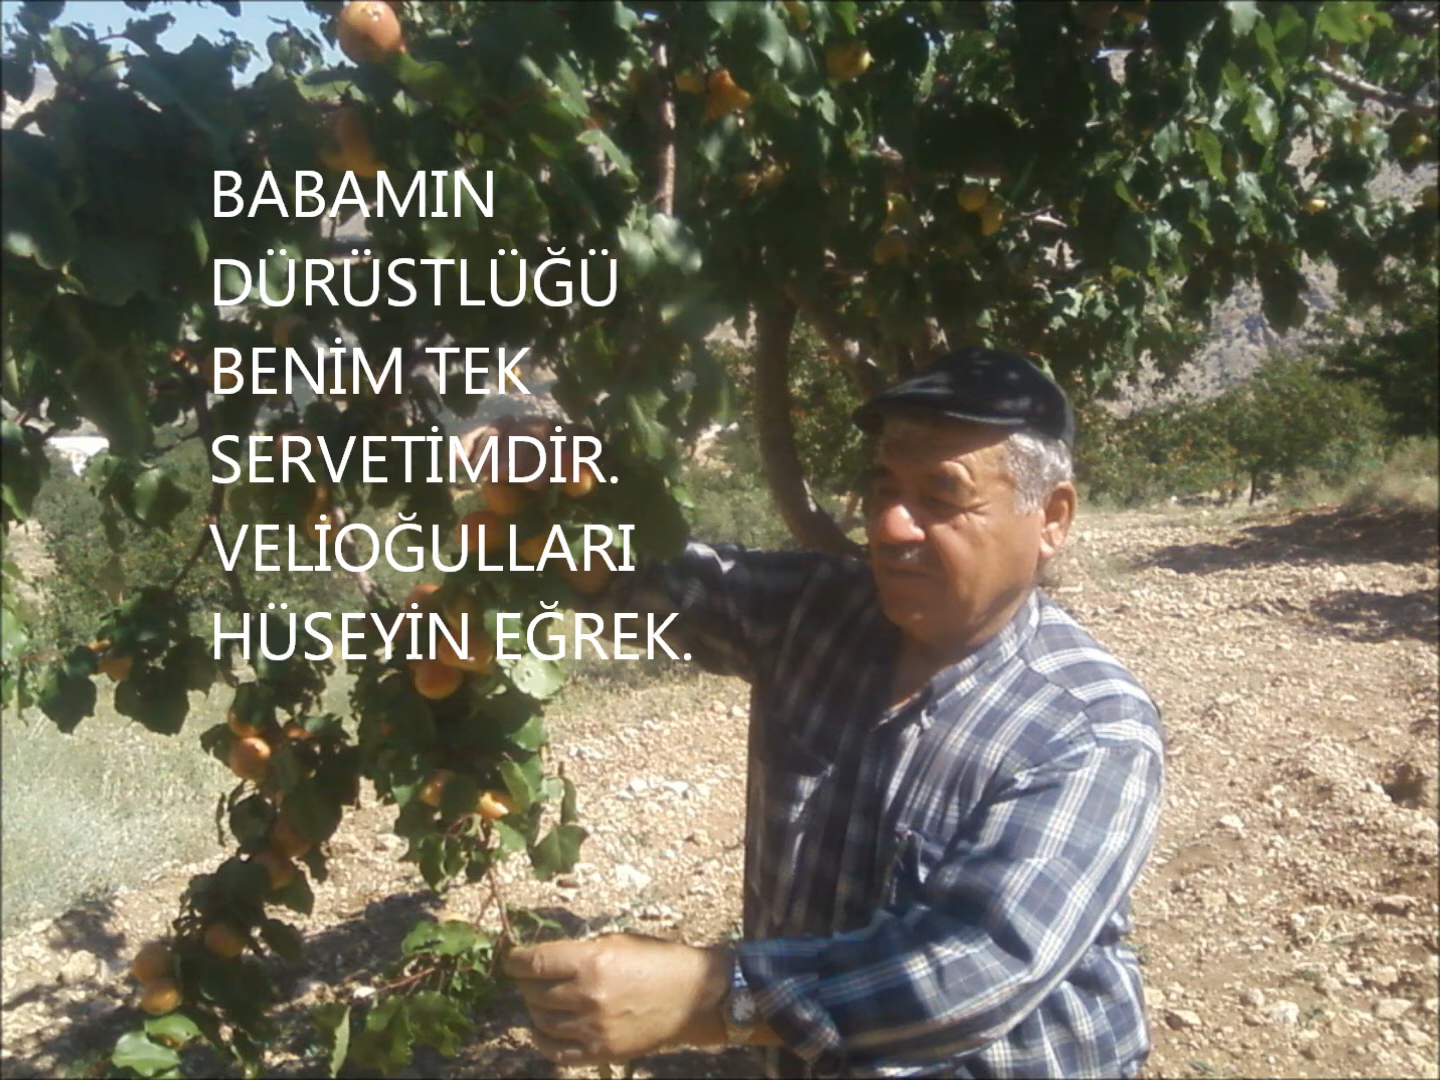 BABAMIN
DÜRÜSTLÜĞÜ
BENİM TEK
SERVETİMDİR.
VELİOĞULLARI
HÜSEYİN EĞREK.